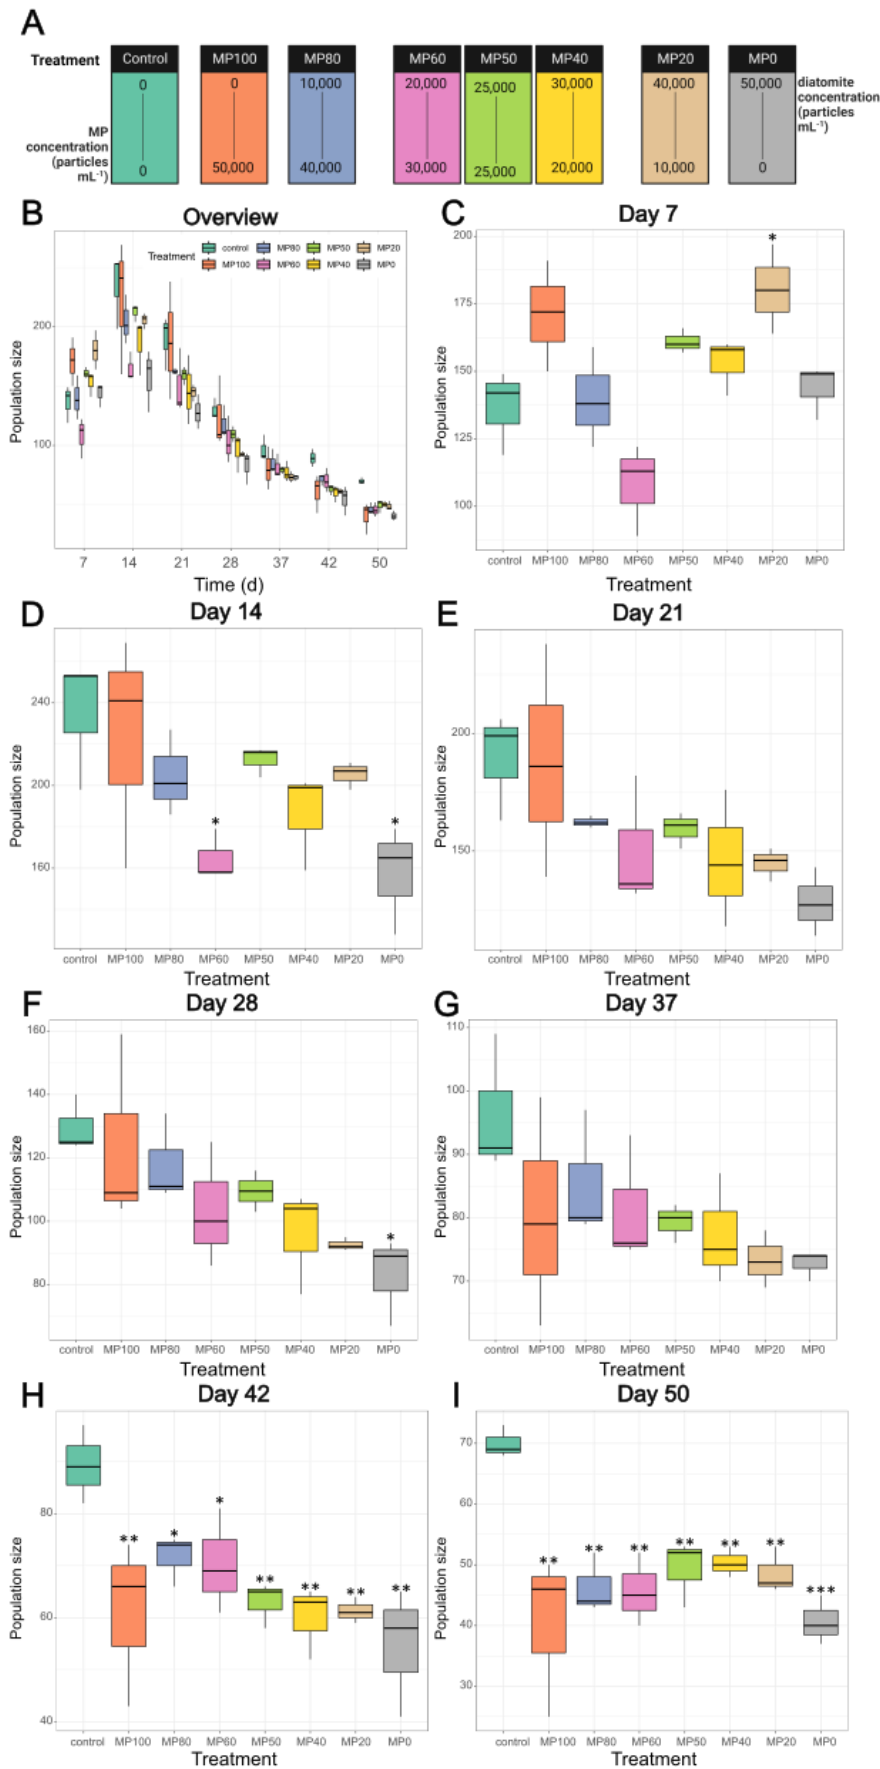 A
Treatment Control MP100 MP80 MP60 MP50 MP40 MP20 MP0
0 0 10,000 20,000 25,000 30,000 40,000 50,000 diatomite concentration (particles mL⁻¹)
MP concentration (particles mL⁻¹) 0 50,000 40,000 30,000 25,000 20,000 10,000 0
B Overview
Treatment control MP80 MP50 MP20
MP100 MP60 MP40 MP0
Population size
200
100
7 14 21 28 37 42 50
Time (d)
C Day 7
Population size
200
175
150
125
100
*
control MP100 MP80 MP60 MP50 MP40 MP20 MP0
Treatment
D Day 14
Population size
240
200
160
* *
control MP100 MP80 MP60 MP50 MP40 MP20 MP0
Treatment
E Day 21
Population size
200
150
control MP100 MP80 MP60 MP50 MP40 MP20 MP0
Treatment
F Day 28
Population size
160
140
120
100
80
*
control MP100 MP80 MP60 MP50 MP40 MP20 MP0
Treatment
G Day 37
Population size
110
100
90
80
70
control MP100 MP80 MP60 MP50 MP40 MP20 MP0
Treatment
H Day 42
Population size
80
60
40
** * * ** ** ** **
control MP100 MP80 MP60 MP50 MP40 MP20 MP0
Treatment
I Day 50
Population size
70
60
50
40
30
** ** ** ** ** ** ***
control MP100 MP80 MP60 MP50 MP40 MP20 MP0
Treatment